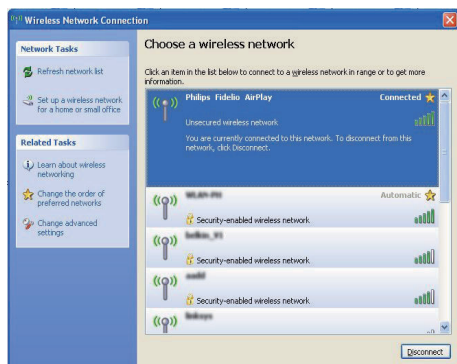 Wireless Network Connection
Network Tasks
Refresh network list
Set up a wireless network
for a home or small office
Related Tasks
Learn about wireless
networking
Change the order of
preferred networks
Change advanced
settings
Choose a wireless network
Click an item in the list below to connect to a wireless network in range or to get more
information.
Philips Fidelio AirPlay Connected
Unsecured wireless network
You are currently connected to this network. To disconnect from this
network, click Disconnect.
Automatic
Security-enabled wireless network
Security-enabled wireless network
Security-enabled wireless network
Disconnect